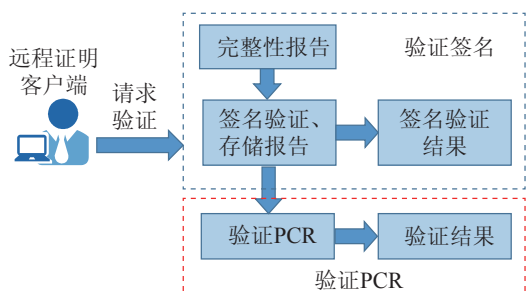 远程证明
客户端
请求
验证
完整性报告
验证签名
签名验证、
存储报告
签名验证
结果
验证PCR
验证结果
验证PCR